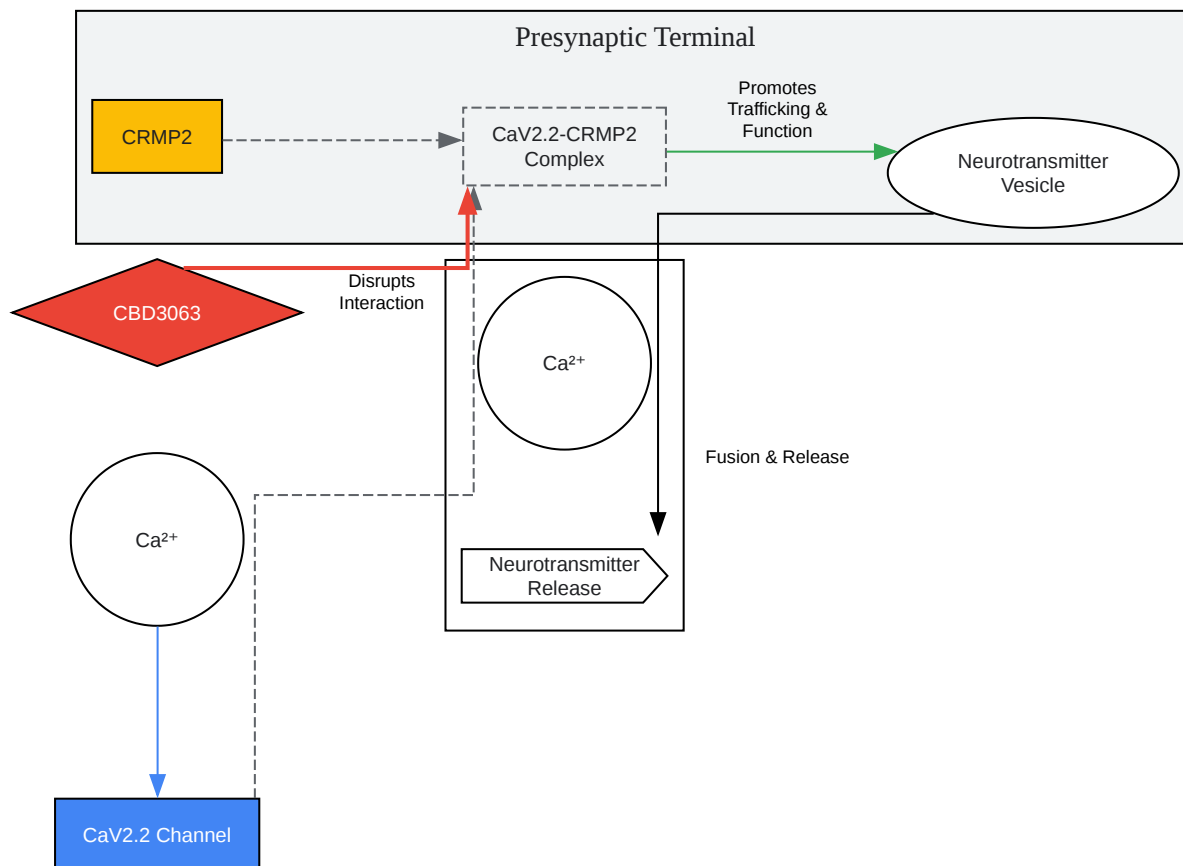 Presynaptic Terminal
CRMP2
CaV2.2-CRMP2
Complex
Promotes
Trafficking &
Function
Neurotransmitter
Vesicle
CBD3063
Disrupts
Interaction
Ca²⁺
Fusion & Release
Ca²⁺
Neurotransmitter
Release
CaV2.2 Channel